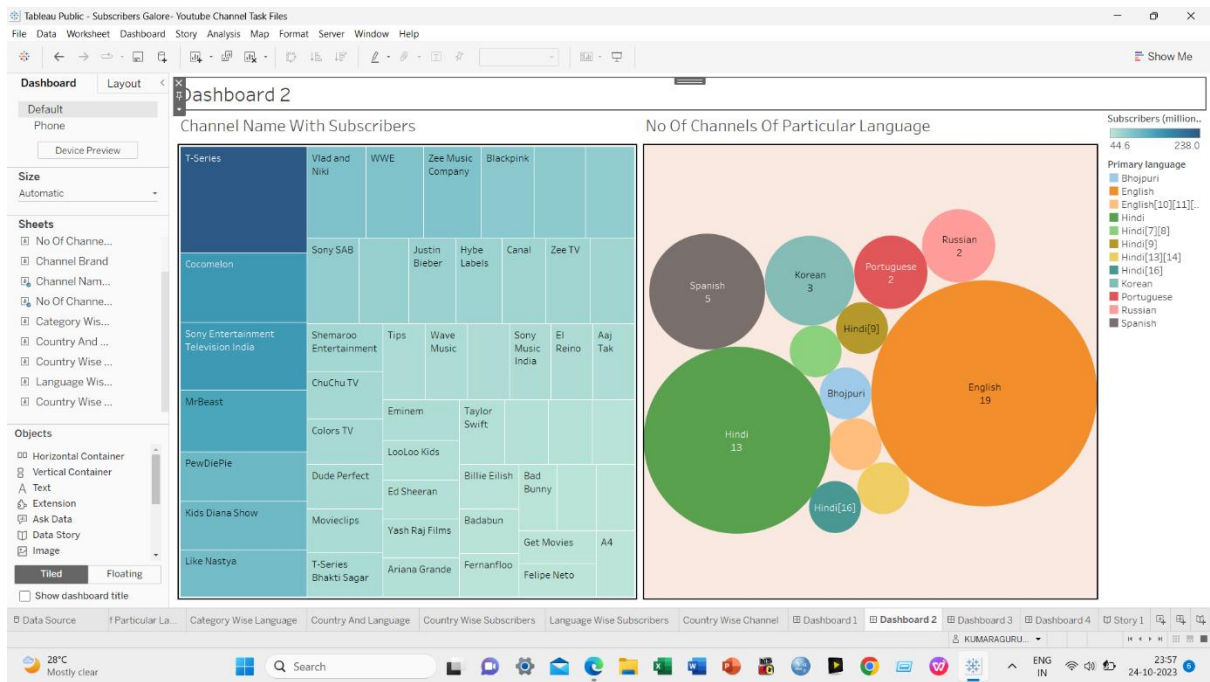 Tableau Public - Subscribers Galore- Youtube Channel Task Files
File Data Worksheet Dashboard Story Analysis Map Format Server Window Help
Show Me
Dashboard Layout
Default
Phone
Device Preview
Size
Automatic
Sheets
No Of Channe...
Channel Brand
Channel Nam...
No Of Channe...
Category Wis...
Country And ...
Country Wise ...
Language Wis...
Country Wise ...
Objects
Horizontal Container
Vertical Container
Text
Extension
Ask Data
Data Story
Image
Tiled Floating
Show dashboard title
Dashboard 2
Channel Name With Subscribers
T-Series
Cocomelon
Sony Entertainment
Television India
MrBeast
PewDiePie
Kids Diana Show
Like Nastya
Vlad and
Niki
WWE
Zee Music
Company
Blackpink
Sony SAB
Justin
Bieber
Hybe
Labels
Canal
Zee TV
Shemaroo
Entertainment
Tips
Wave
Music
Sony
Music
India
El
Reino
Aaj
Tak
ChuChu TV
Colors TV
Dude Perfect
Movieclips
T-Series
Bhakti Sagar
Eminem
LooLoo Kids
Ed Sheeran
Yash Raj Films
Ariana Grande
Taylor
Swift
Billie Eilish
Badabun
Fernanfloo
Bad
Bunny
Get Movies
Felipe Neto
A4
No Of Channels Of Particular Language
Russian
2
Portuguese
2
Korean
3
Spanish
5
Hindi[9]
Bhojpuri
English
19
Hindi
13
Hindi[16]
Subscribers (million..
44.6 238.0
Primary language
Bhojpuri
English
English[10][11][..
Hindi
Hindi[7][8]
Hindi[9]
Hindi[13][14]
Hindi[16]
Korean
Portuguese
Russian
Spanish
Data Source f Particular La... Category Wise Language Country And Language Country Wise Subscribers Language Wise Subscribers Country Wise Channel Dashboard 1 Dashboard 2 Dashboard 3 Dashboard 4 Story 1
KUMARAGURU...
28°C
Mostly clear
Search
ENG
IN
23:57
24-10-2023
6